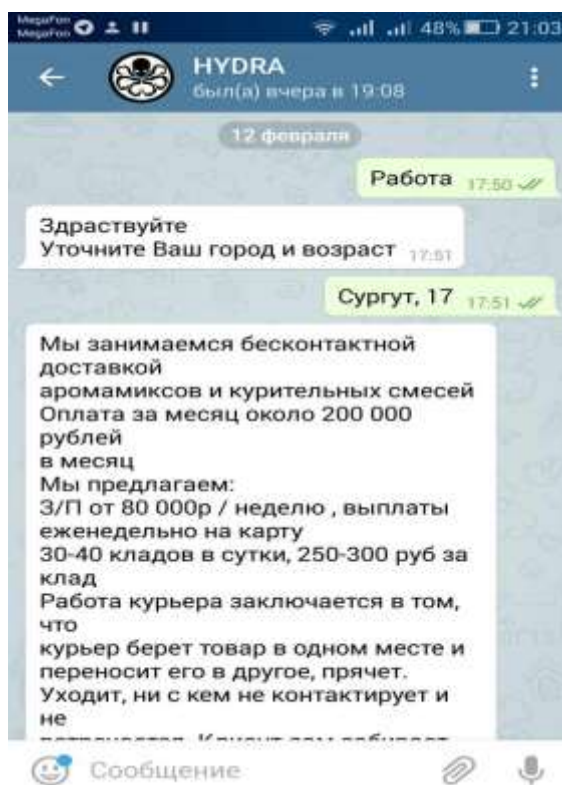 MegaFon
MegaFon
48%
21:03
HYDRA
был(а) вчера в 19:08
12 февраля
Работа 17:50
Здраствуйте
Уточните Ваш город и возраст 17:51
Сургут, 17 17:51
Мы занимаемся бесконтактной
доставкой
аромамиксов и курительных смесей
Оплата за месяц около 200 000
рублей
в месяц
Мы предлагаем:
З/П от 80 000р / неделю , выплаты
еженедельно на карту
30-40 кладов в сутки, 250-300 руб за
клад
Работа курьера заключается в том,
что
курьер берет товар в одном месте и
переносит его в другое, прячет.
Уходит, ни с кем не контактирует и
не
Сообщение